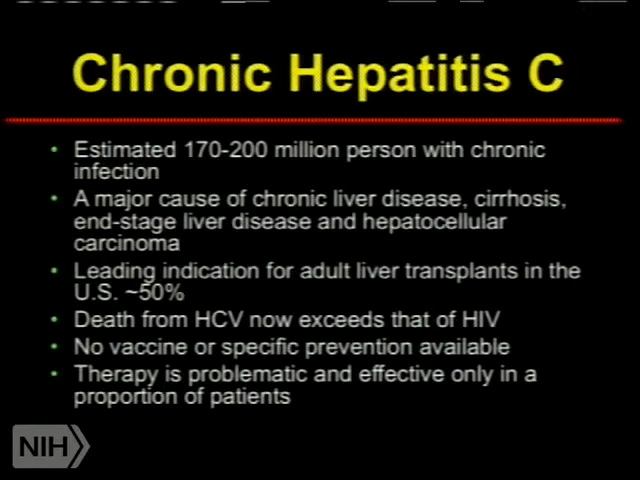 Chronic Hepatitis C
• Estimated 170-200 million person with chronic
infection
• A major cause of chronic liver disease, cirrhosis,
end-stage liver disease and hepatocellular
carcinoma
• Leading indication for adult liver transplants in the
U.S. ~50%
• Death from HCV now exceeds that of HIV
• No vaccine or specific prevention available
• Therapy is problematic and effective only in a
proportion of patients
NIH